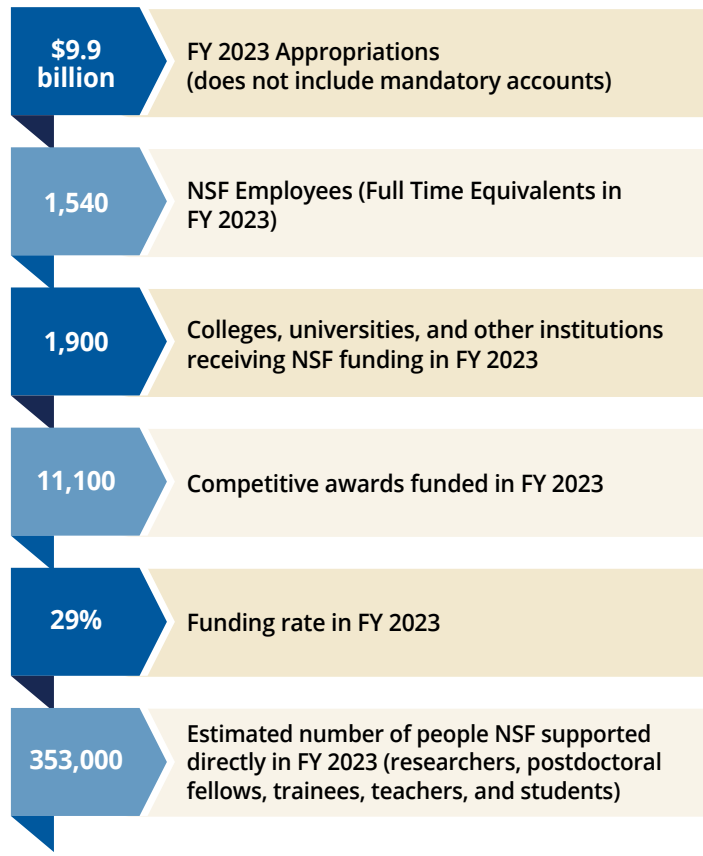 $9.9
billion
FY 2023 Appropriations
(does not include mandatory accounts)
1,540
NSF Employees (Full Time Equivalents in
FY 2023)
1,900
Colleges, universities, and other institutions
receiving NSF funding in FY 2023
11,100
Competitive awards funded in FY 2023
29%
Funding rate in FY 2023
353,000
Estimated number of people NSF supported
directly in FY 2023 (researchers, postdoctoral
fellows, trainees, teachers, and students)